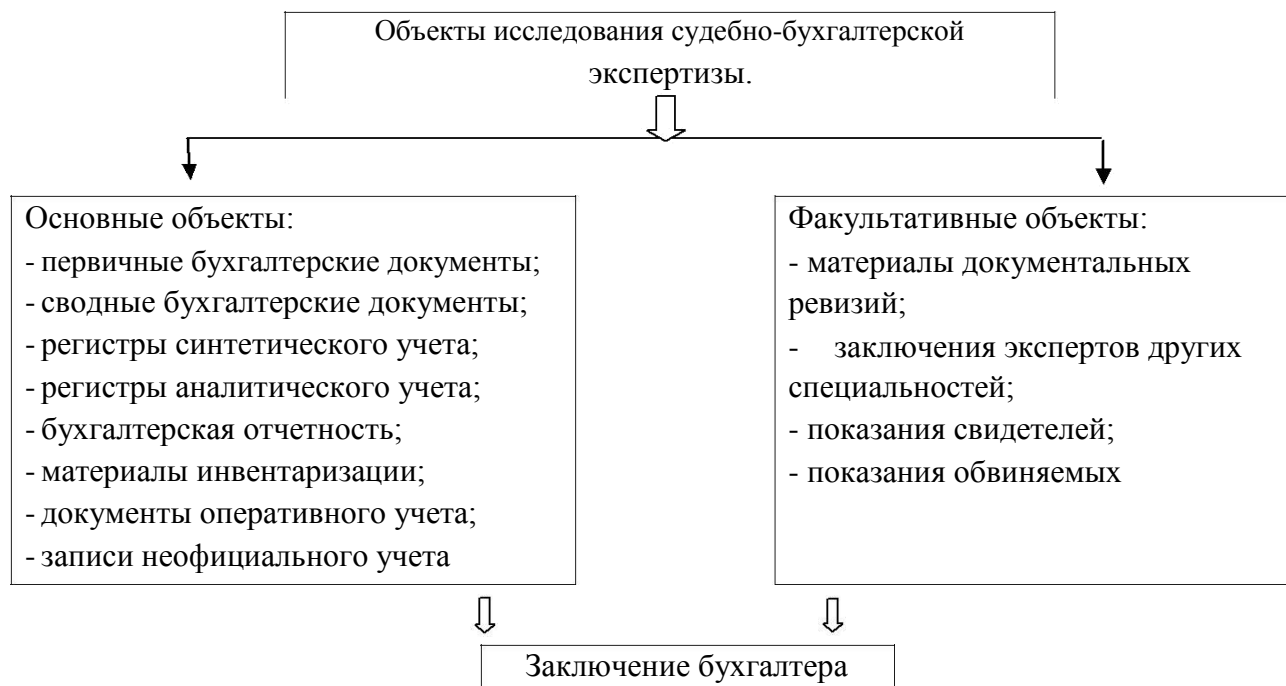 Объекты исследования судебно-бухгалтерской
экспертизы.
Основные объекты:
- первичные бухгалтерские документы;
- сводные бухгалтерские документы;
- регистры синтетического учета;
- регистры аналитического учета;
- бухгалтерская отчетность;
- материалы инвентаризации;
- документы оперативного учета;
- записи неофициального учета
Факультативные объекты:
- материалы документальных
ревизий;
- заключения экспертов других
специальностей;
- показания свидетелей;
- показания обвиняемых
Заключение бухгалтера